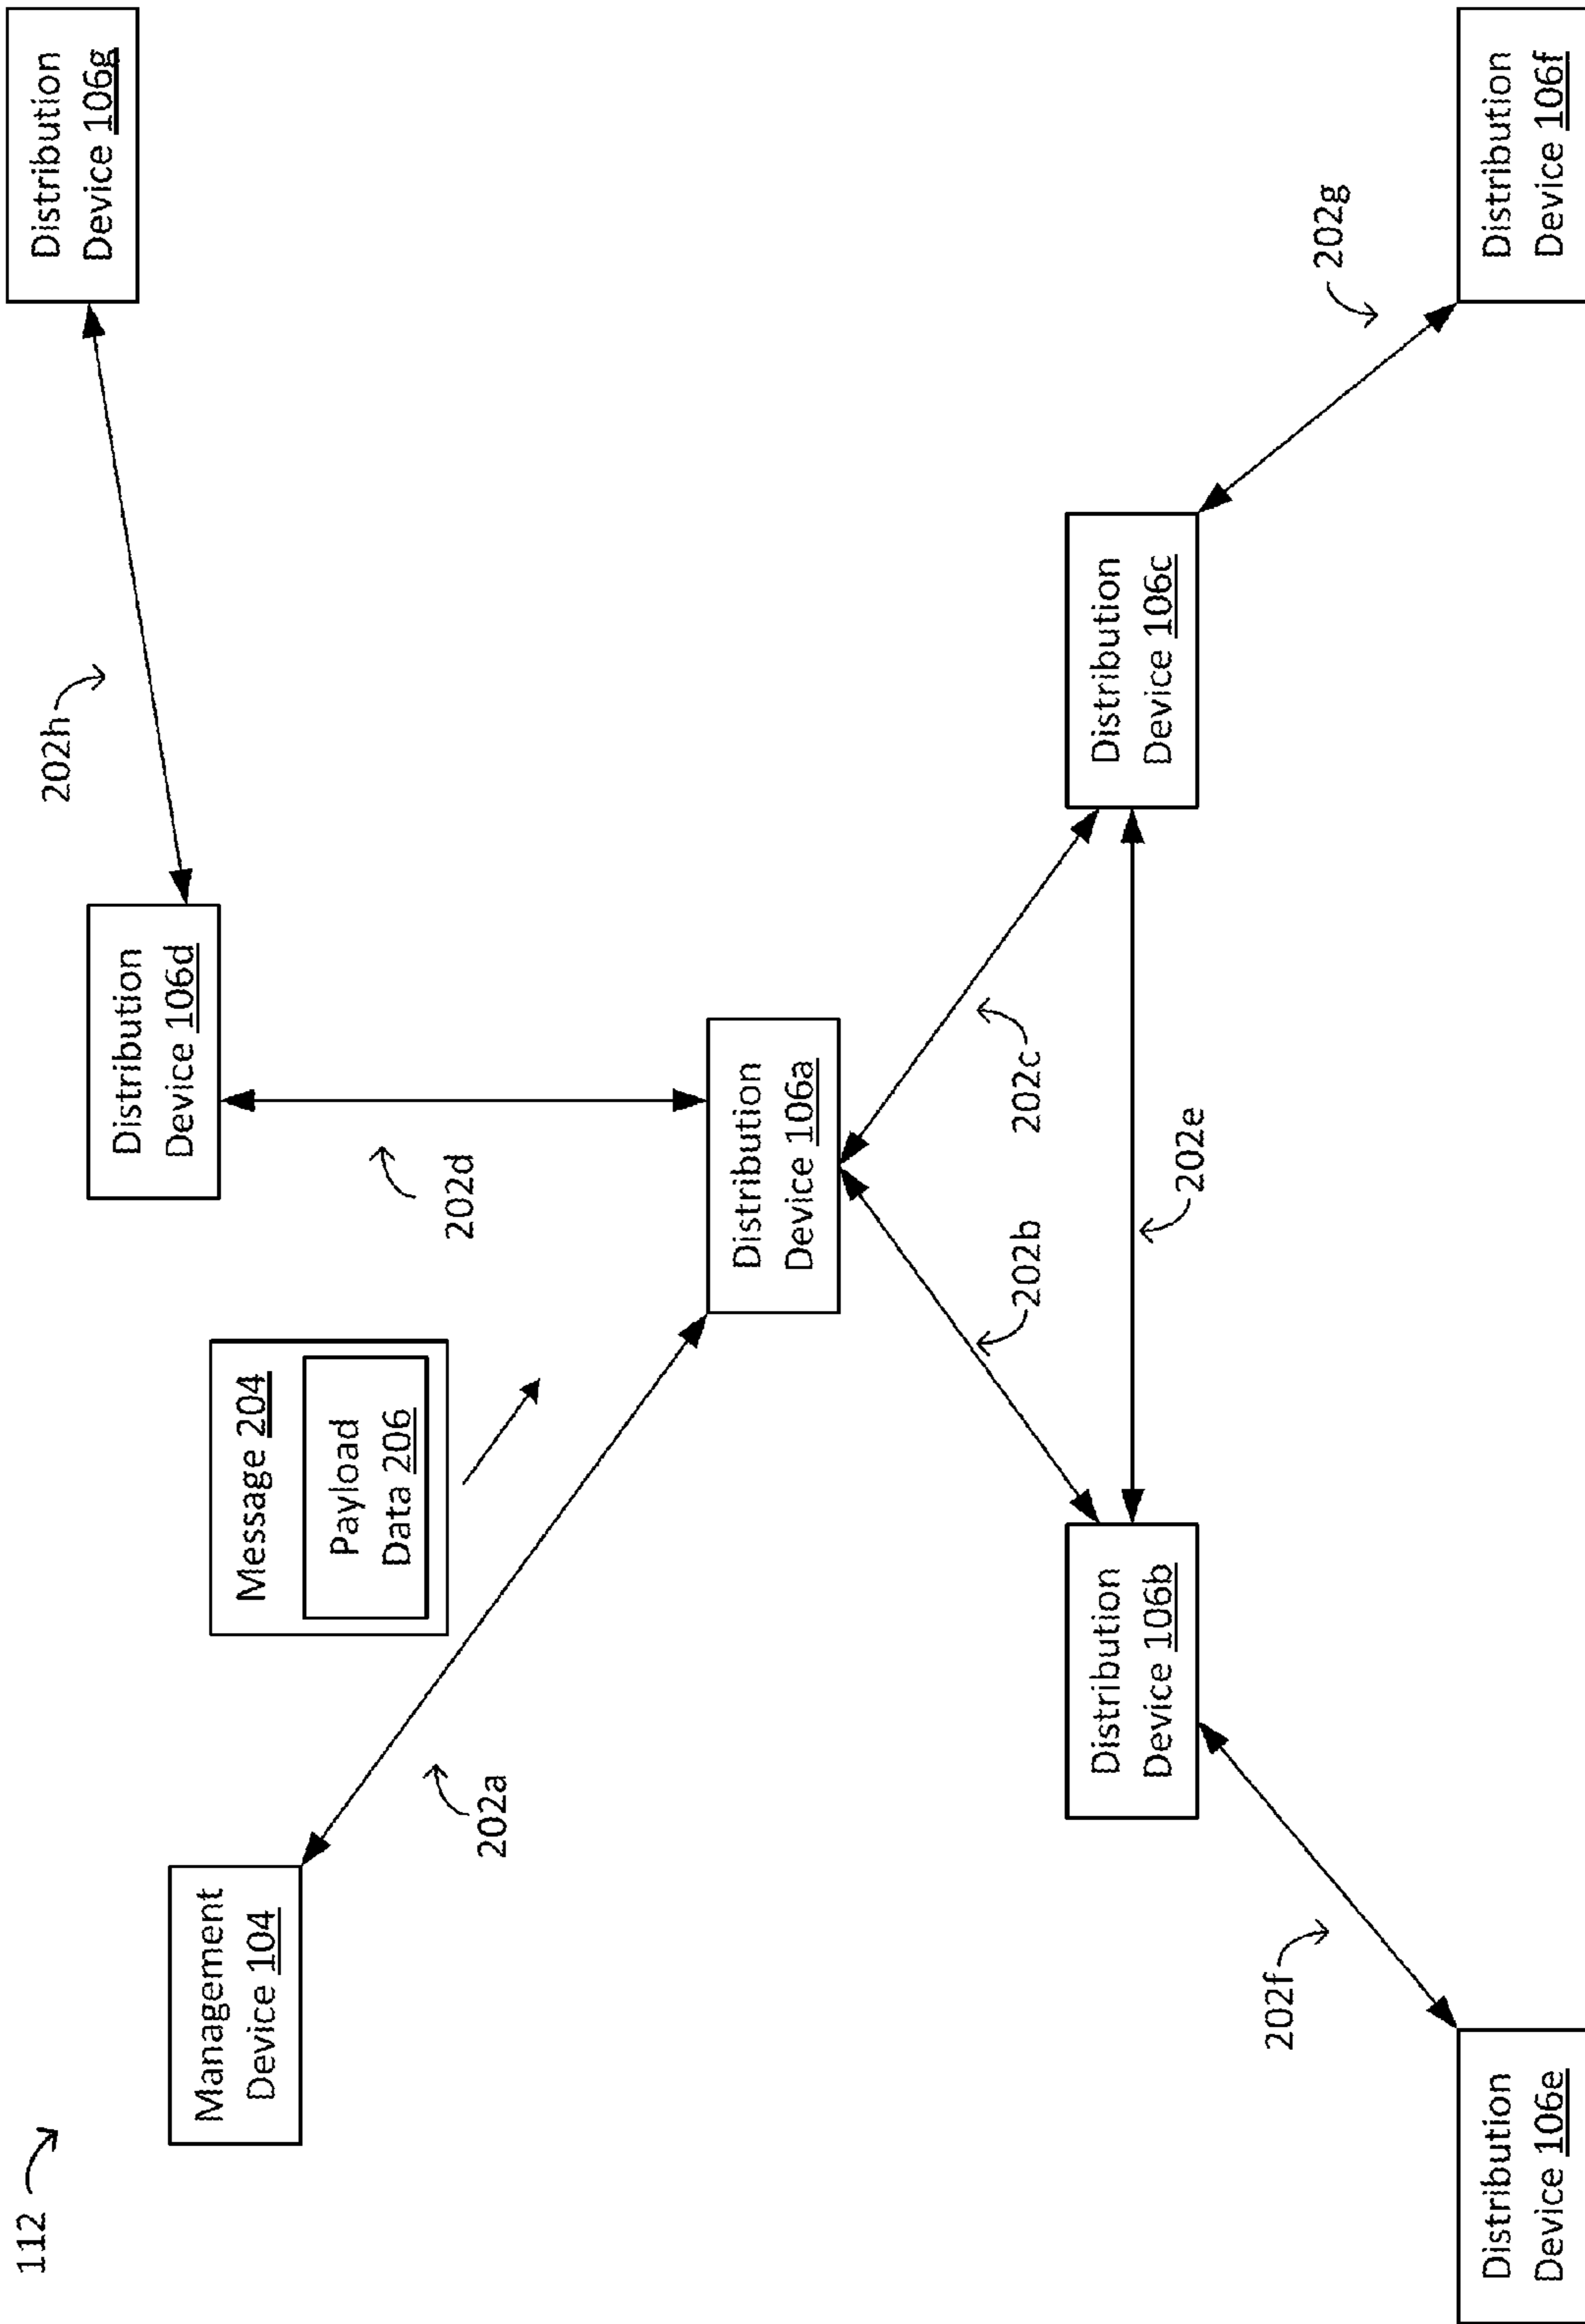 112
Management
Device 104
202a
Message 204
Payload
Data 206
202d
Distribution
Device 106d
202h
Distribution
Device 106g
Distribution
Device 106a
202b
202c
202e
Distribution
Device 106b
Distribution
Device 106c
202f
202g
Distribution
Device 106e
Distribution
Device 106f